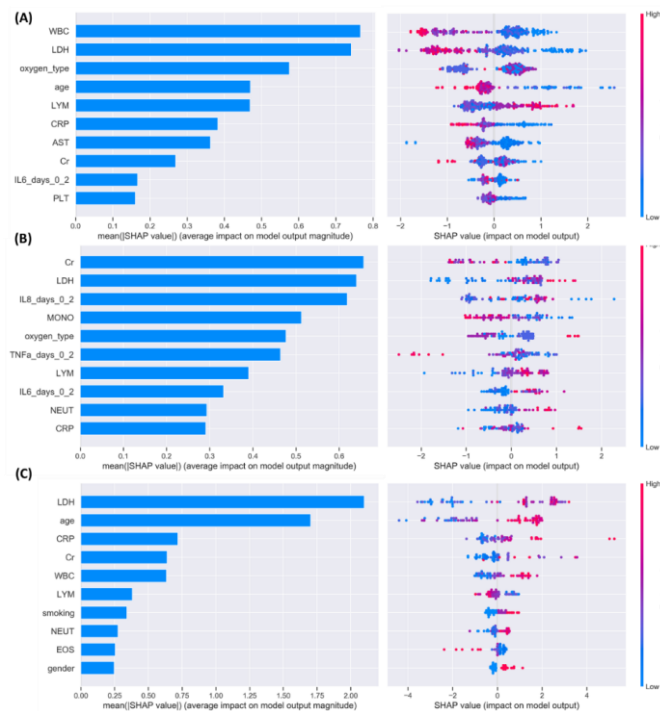 (A)
WBC
LDH
oxygen_type
age
LYM
CRP
AST
Cr
IL6_days_0_2
PLT
0.0 0.1 0.2 0.3 0.4 0.5 0.6 0.7 0.8
mean(|SHAP value|) (average impact on model output magnitude)
High
Low
−2 −1 0 1 2
SHAP value (impact on model output)
(B)
Cr
LDH
IL8_days_0_2
MONO
oxygen_type
TNFa_days_0_2
LYM
IL6_days_0_2
NEUT
CRP
0.0 0.1 0.2 0.3 0.4 0.5 0.6
mean(|SHAP value|) (average impact on model output magnitude)
Low
−2 −1 0 1 2
SHAP value (impact on model output)
(C)
LDH
age
CRP
Cr
WBC
LYM
smoking
NEUT
EOS
gender
0.00 0.25 0.50 0.75 1.00 1.25 1.50 1.75 2.00
mean(|SHAP value|) (average impact on model output magnitude)
High
Low
−4 −2 0 2 4
SHAP value (impact on model output)